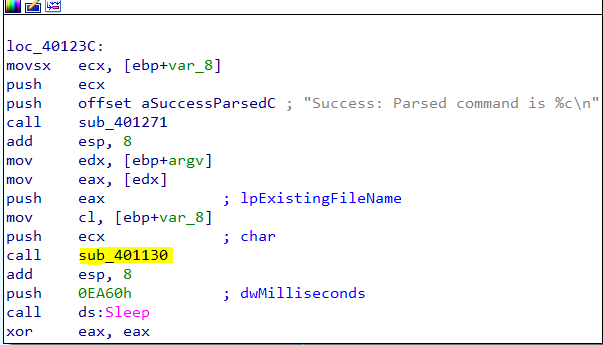 loc_40123C:
movsx ecx, [ebp+var_8]
push ecx
push offset aSuccessParsedC ; "Success: Parsed command is %c\n"
call sub_401271
add esp, 8
mov edx, [ebp+argv]
mov eax, [edx]
push eax ; lpExistingFileName
mov cl, [ebp+var_8]
push ecx ; char
call sub_401130
add esp, 8
push 0EA60h ; dwMilliseconds
call ds:Sleep
xor eax, eax